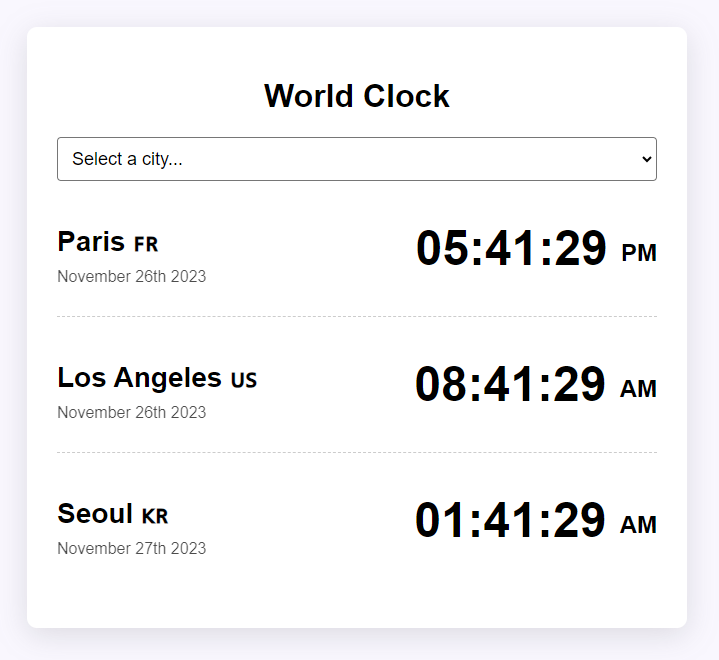 World Clock
Select a city...
Paris FR
05:41:29 PM
November 26th 2023
Los Angeles US
08:41:29 AM
November 26th 2023
Seoul KR
01:41:29 AM
November 27th 2023